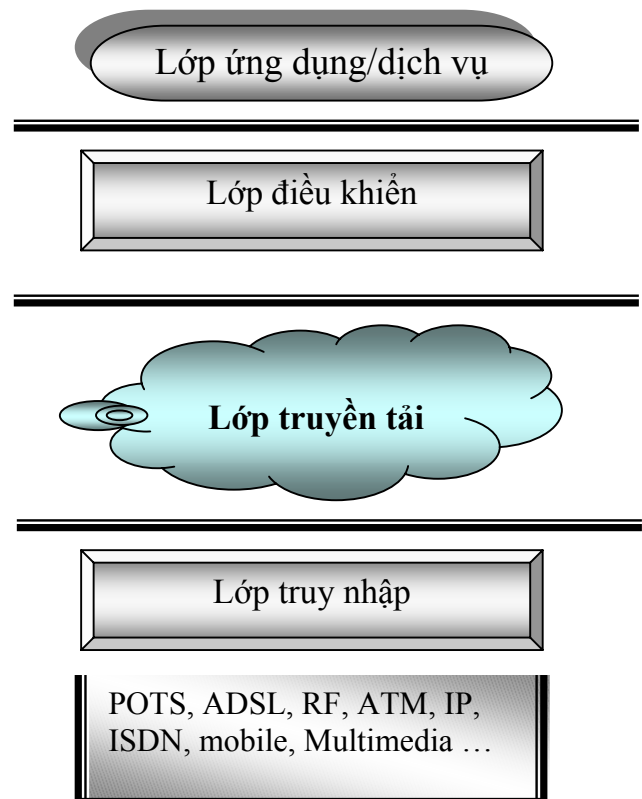 Lớp ứng dụng/dịch vụ
Lớp điều khiển
Lớp truyền tải
Lớp truy nhập
POTS, ADSL, RF, ATM, IP,
ISDN, mobile, Multimedia …